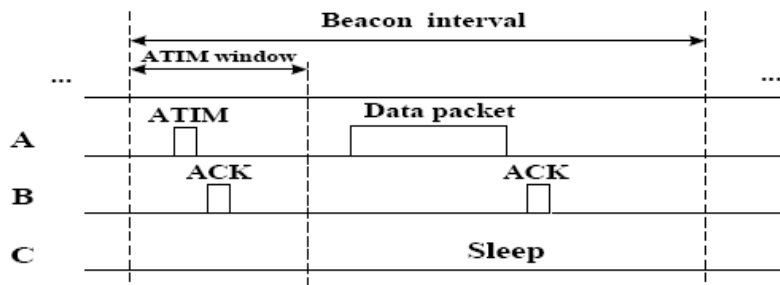 Beacon interval
ATIM window
... ...
ATIM Data packet
A
ACK ACK
B
Sleep
C